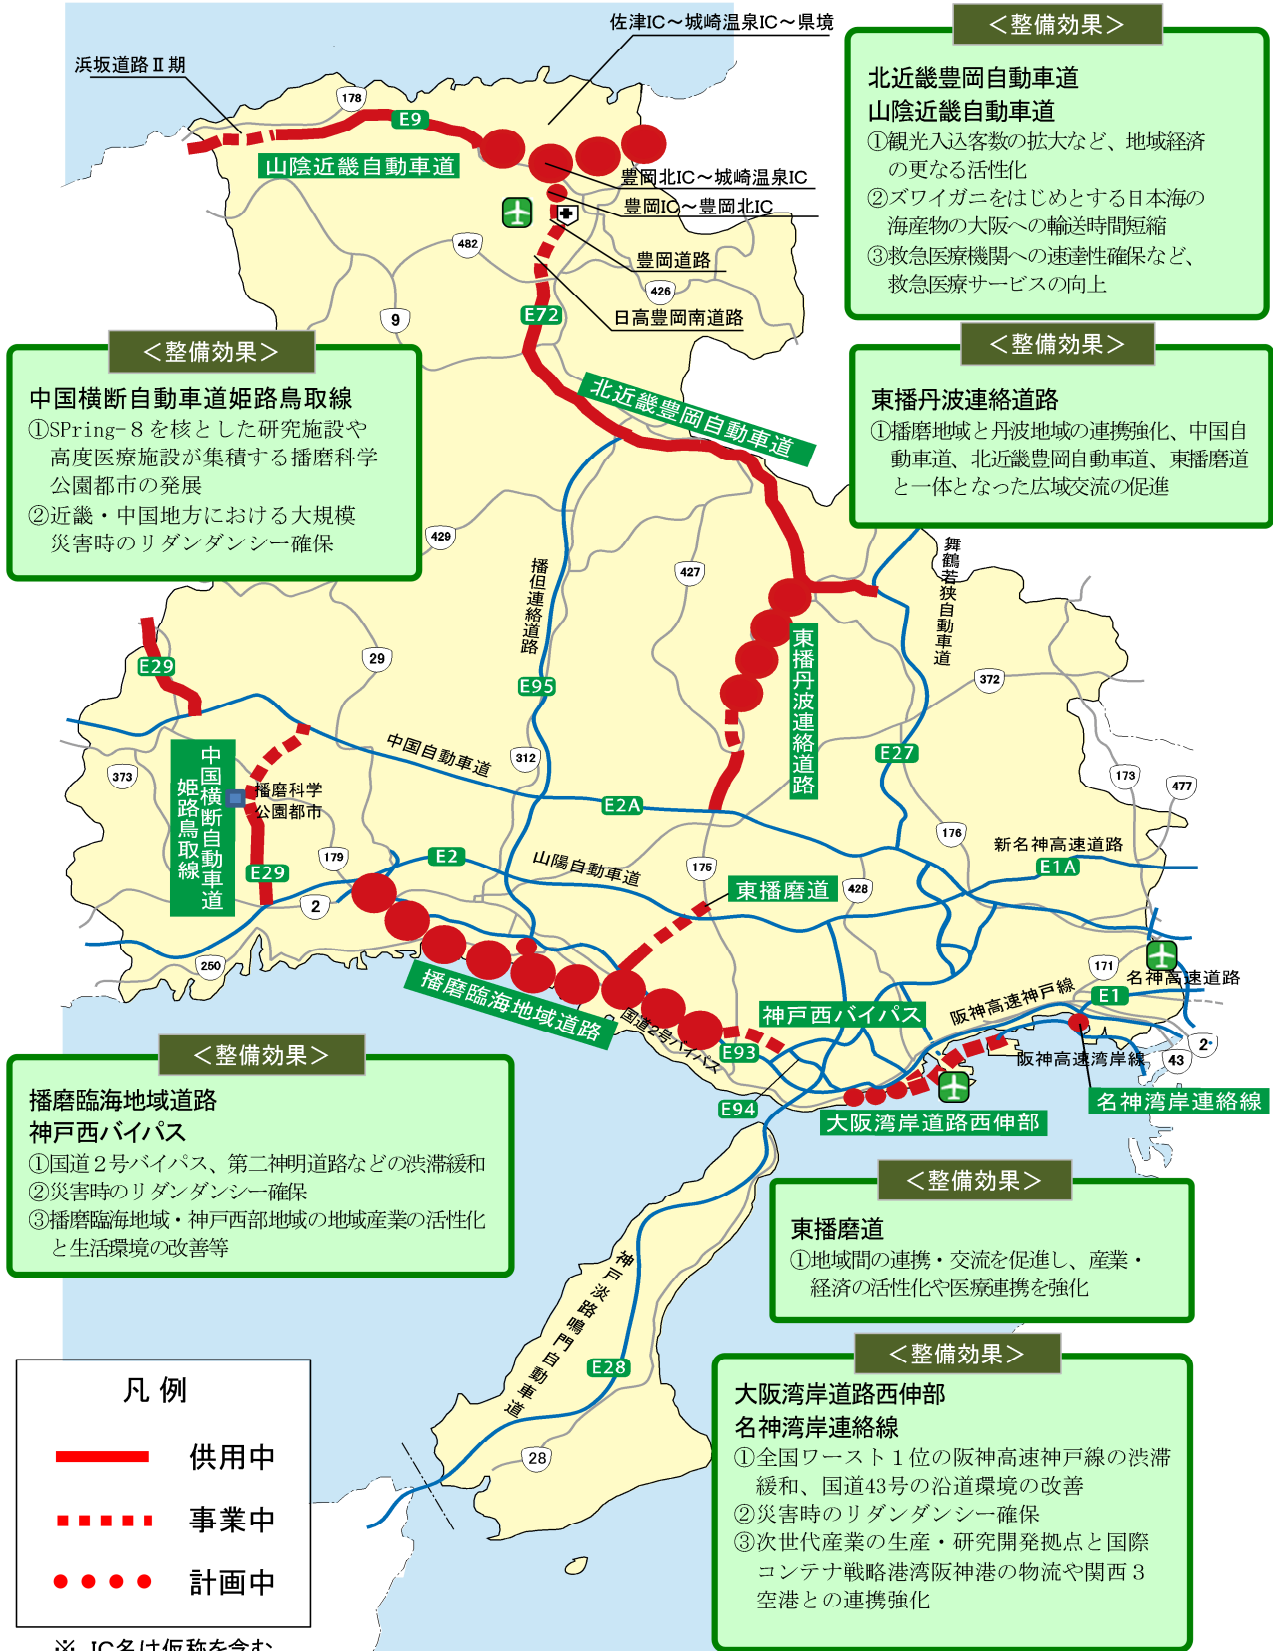 佐津IC～城崎温泉IC～県境
浜坂道路Ⅱ期
178
E9
山陰近畿自動車道
豊岡北IC～城崎温泉IC
豊岡IC～豊岡北IC
482
豊岡道路
426
日高豊岡南道路
9
E72
北近畿豊岡自動車道
＜整備効果＞
北近畿豊岡自動車道
山陰近畿自動車道
①観光入込客数の拡大など、地域経済
の更なる活性化
②ズワイガニをはじめとする日本海の
海産物の大阪への輸送時間短縮
③救急医療機関への速達性確保など、
救急医療サービスの向上
＜整備効果＞
中国横断自動車道姫路鳥取線
①SPring-８を核とした研究施設や
高度医療施設が集積する播磨科学
公園都市の発展
②近畿・中国地方における大規模
災害時のリダンダンシー確保
＜整備効果＞
東播丹波連絡道路
①播磨地域と丹波地域の連携強化、中国自
動車道、北近畿豊岡自動車道、東播磨道
と一体となった広域交流の促進
429
427
播但連絡道路
舞鶴若狭自動車道
E29
29
E95
東播丹波連絡道路
372
中国横断自動車道
姫路鳥取線
373
播磨科学
公園都市
中国自動車道
312
E27
173
477
E2A
176
新名神高速道路
E1A
179
E2
山陽自動車道
E29
2
175
東播磨道
428
250
播磨臨海地域道路
国道2号バイパス
神戸西バイパス
阪神高速神戸線
171
名神高速道路
E1
E93
E94
阪神高速湾岸線
43
2
名神湾岸連絡線
大阪湾岸道路西伸部
＜整備効果＞
播磨臨海地域道路
神戸西バイパス
①国道２号バイパス、第二神明道路などの渋滞緩和
②災害時のリダンダンシー確保
③播磨臨海地域・神戸西部地域の地域産業の活性化
と生活環境の改善等
＜整備効果＞
東播磨道
①地域間の連携・交流を促進し、産業・
経済の活性化や医療連携を強化
神戸淡路鳴門自動車道
E28
28
＜整備効果＞
大阪湾岸道路西伸部
名神湾岸連絡線
①全国ワースト１位の阪神高速神戸線の渋滞
緩和、国道43号の沿道環境の改善
②災害時のリダンダンシー確保
③次世代産業の生産・研究開発拠点と国際
コンテナ戦略港湾阪神港の物流や関西３
空港との連携強化
凡例
供用中
事業中
計画中
※ IC名は仮称を含む